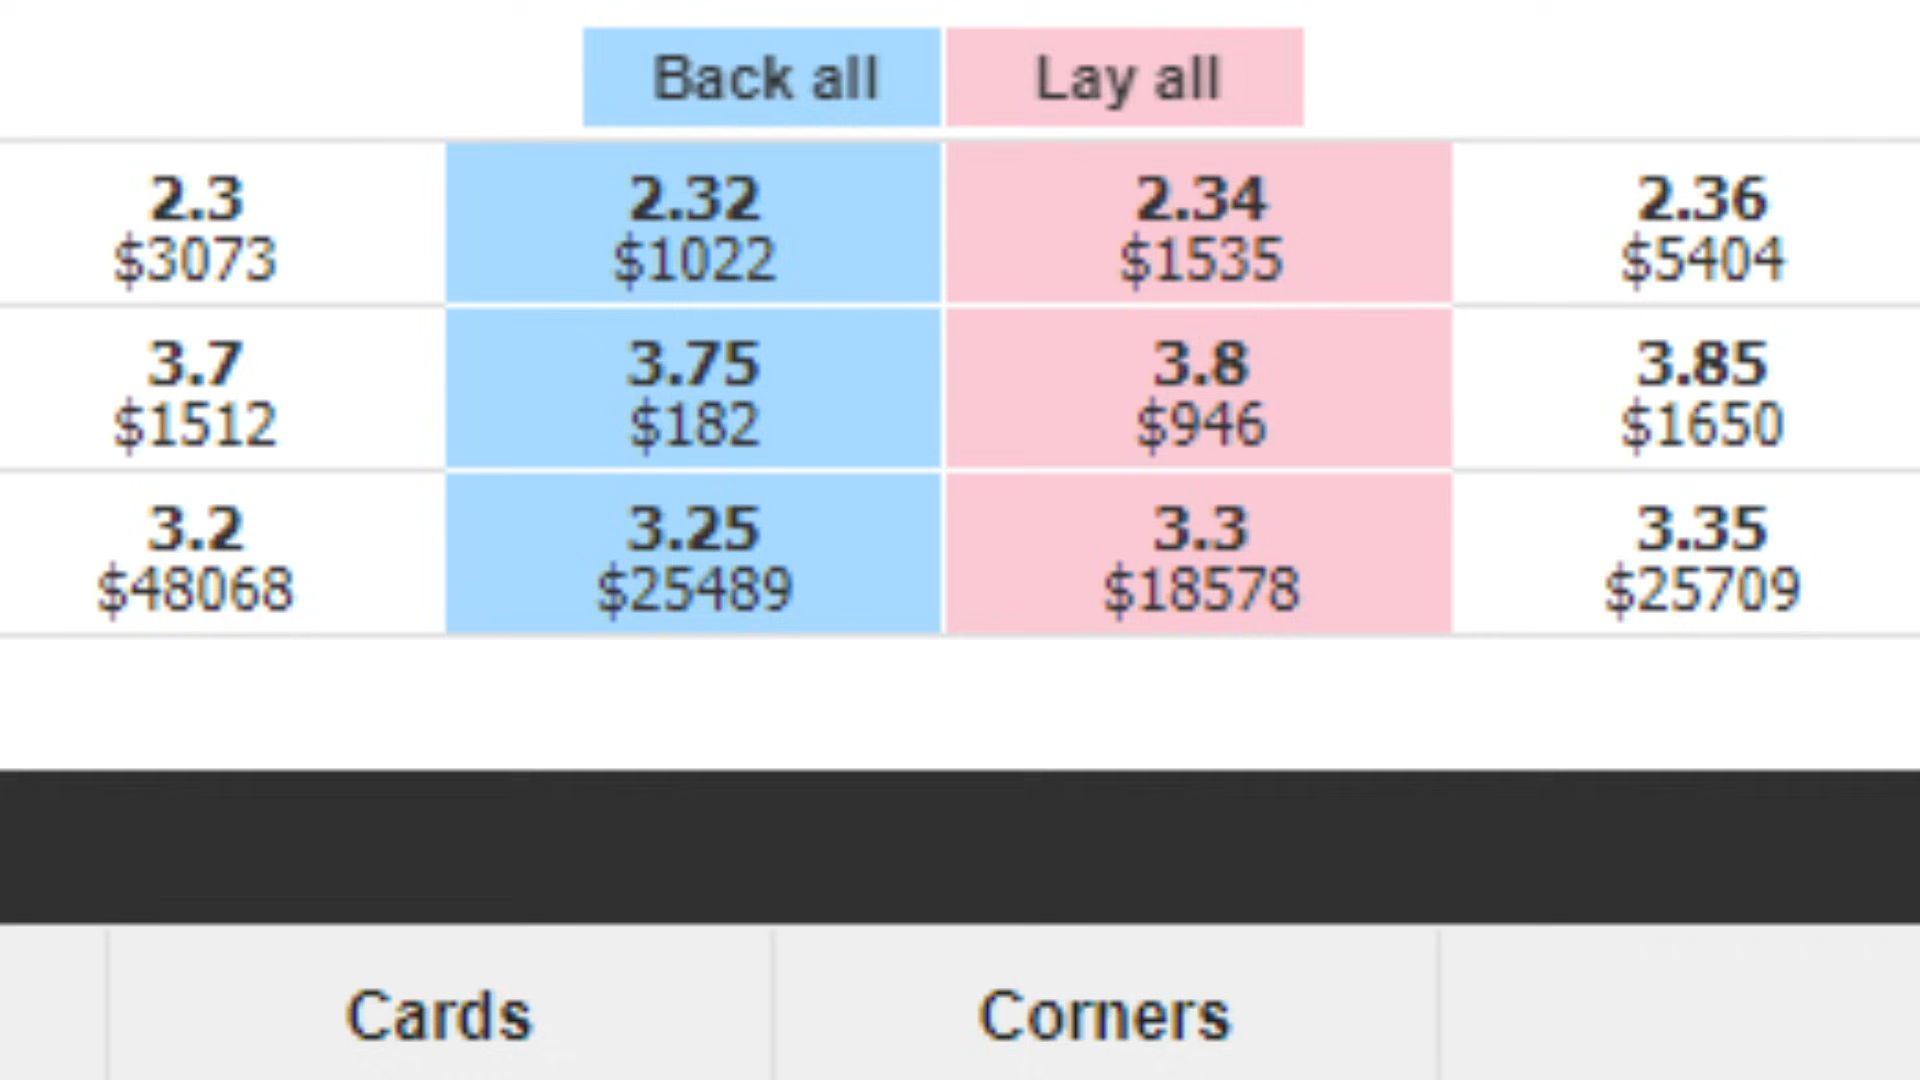 Back all Lay all
2.3 2.32 2.34 2.36
$3073 $1022 $1535 $5404
3.7 3.75 3.8 3.85
$1512 $182 $946 $1650
3.2 3.25 3.3 3.35
$48068 $25489 $18578 $25709
Cards Corners